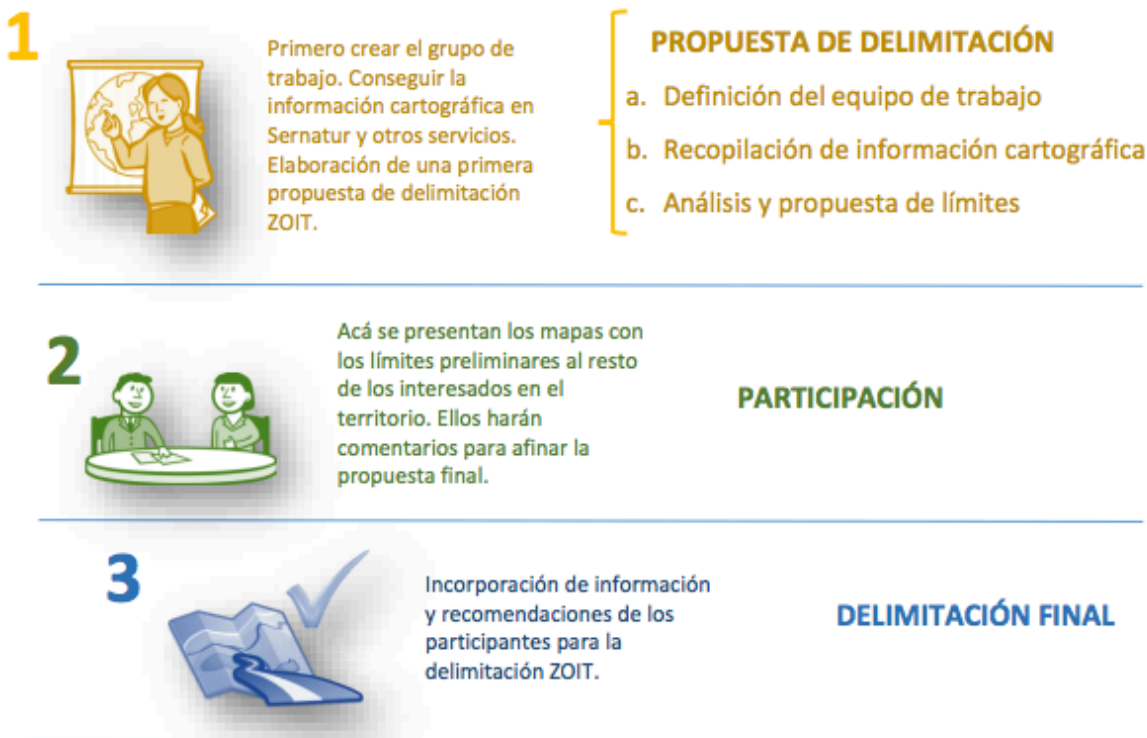 1
Primero crear el grupo de
trabajo. Conseguir la
información cartográfica en
Sernatur y otros servicios.
Elaboración de una primera
propuesta de delimitación
ZOIT.
PROPUESTA DE DELIMITACIÓN
a. Definición del equipo de trabajo
b. Recopilación de información cartográfica
c. Análisis y propuesta de límites
2
Acá se presentan los mapas con
los límites preliminares al resto
de los interesados en el
territorio. Ellos harán
comentarios para afinar la
propuesta final.
PARTICIPACIÓN
3
Incorporación de información
y recomendaciones de los
participantes para la
delimitación ZOIT.
DELIMITACIÓN FINAL